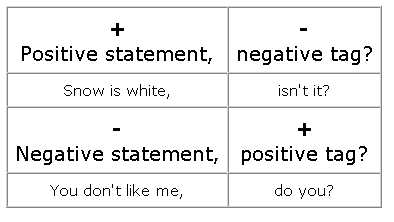 + -
Positive statement, negative tag?
Snow is white, isn't it?
- +
Negative statement, positive tag?
You don't like me, do you?